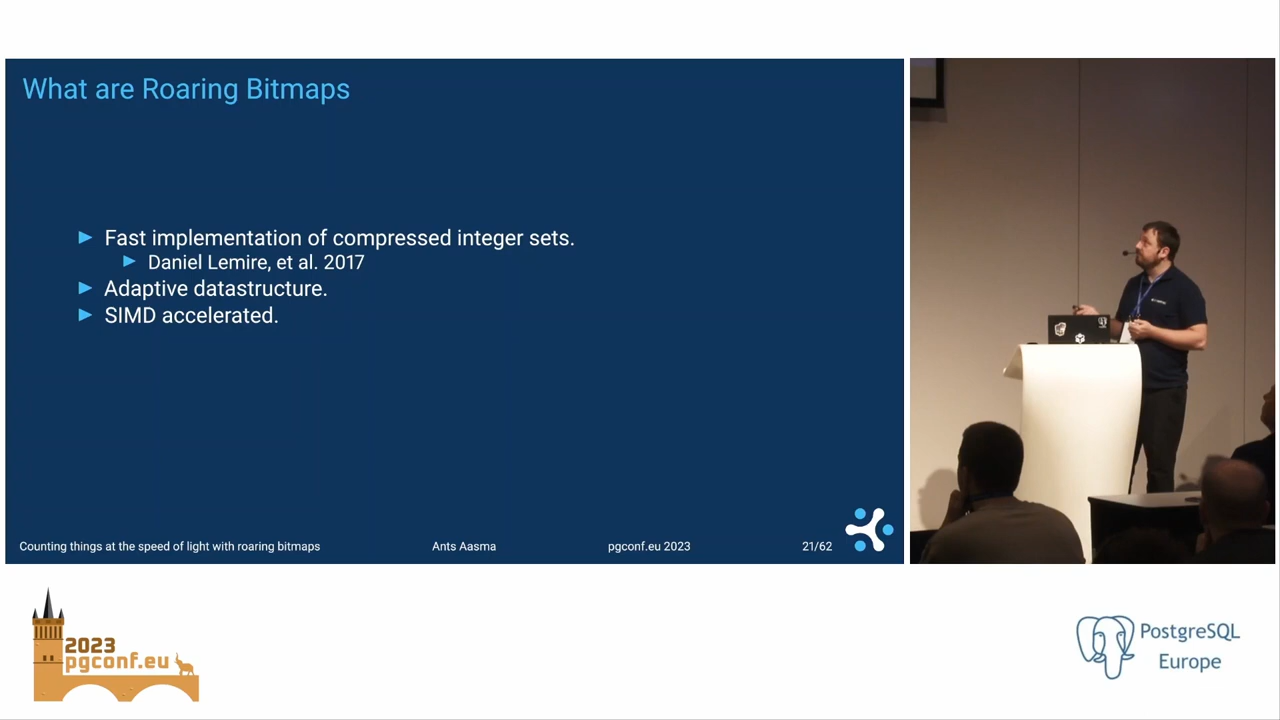 What are Roaring Bitmaps
Fast implementation of compressed integer sets.
Daniel Lemire, et al. 2017
Adaptive datastructure.
SIMD accelerated.
Counting things at the speed of light with roaring bitmaps
Ants Aasma
pgconf.eu 2023
21/62
2023
pgconf.eu
PostgreSQL
Europe